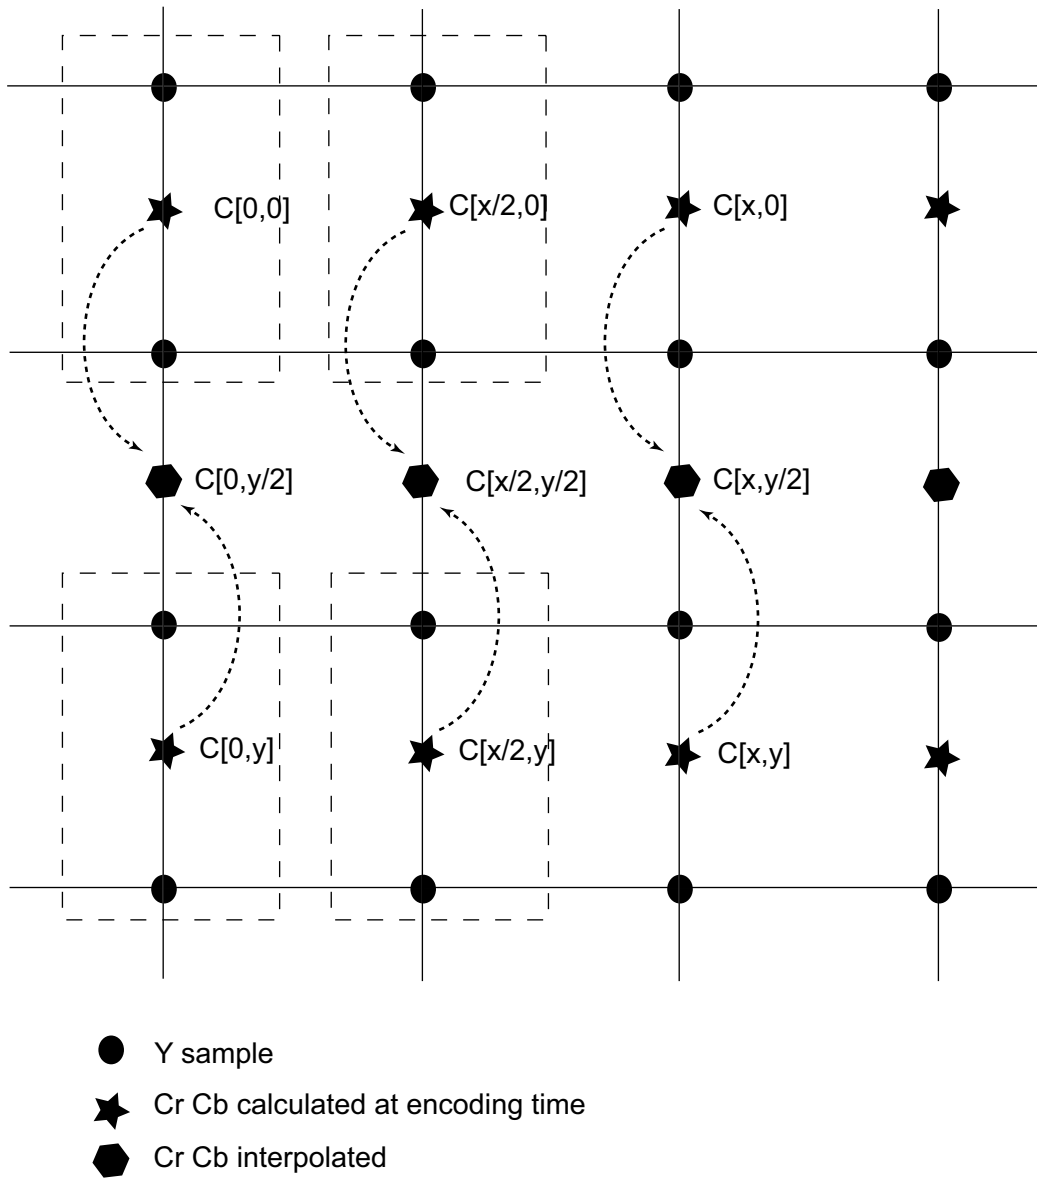 C[0,0]
C[x/2,0]
C[x,0]
C[0,y/2]
C[x/2,y/2]
C[x,y/2]
C[0,y]
C[x/2,y]
C[x,y]
Y sample
Cr Cb calculated at encoding time
Cr Cb interpolated